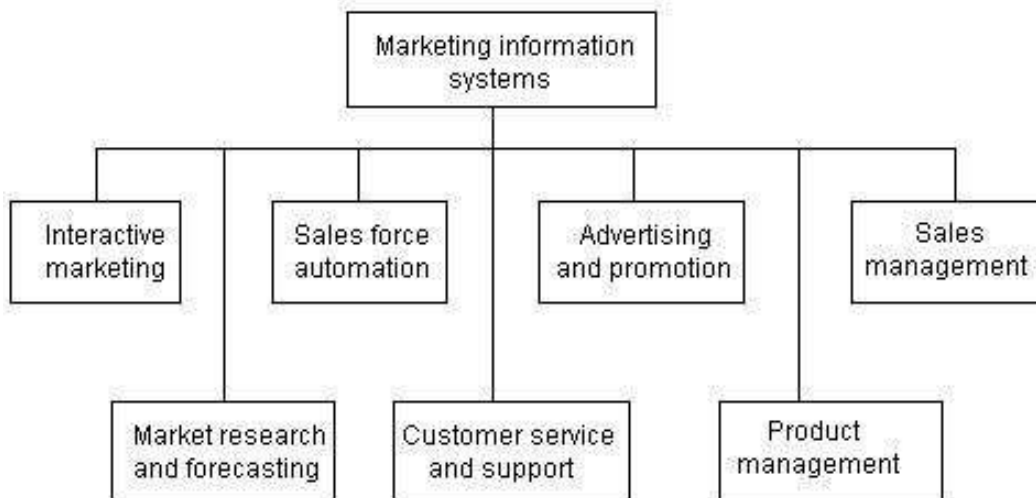 Marketing information
systems
Interactive
marketing
Sales force
automation
Advertising
and promotion
Sales
management
Market research
and forecasting
Customer service
and support
Product
management